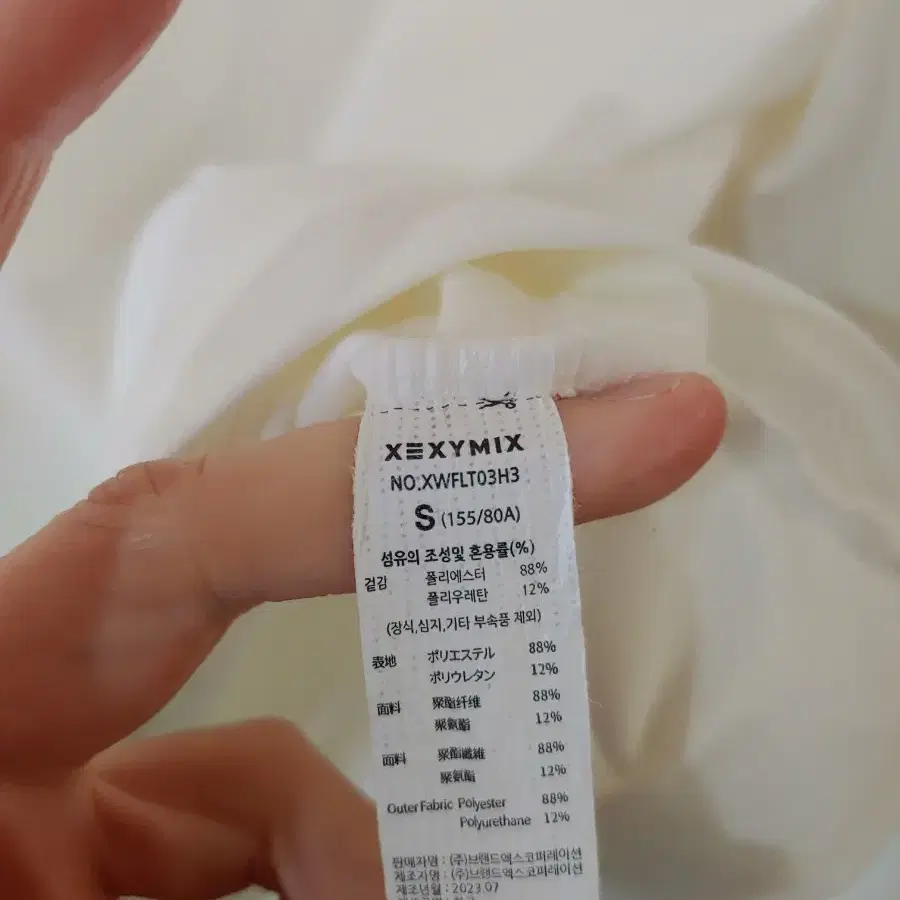 XEXYMIX
NO.XWFLT03H3
S (155/80A)
섬유의 조성및 혼용률(%)
겉감 폴리에스터 88%
폴리우레탄 12%
(장식,심지,기타 부속품 제외)
表地 ポリエステル 88%
ポリウレタン 12%
面料 聚酯纤维 88%
聚氨酯 12%
面料 聚酯纖維 88%
聚氨酯 12%
Outer Fabric Polyester 88%
Polyurethane 12%
판매자명 : (주)브랜드엑스코퍼레이션
제조자명 : (주)브랜드엑스코퍼레이션
제조년월 : 2023.07